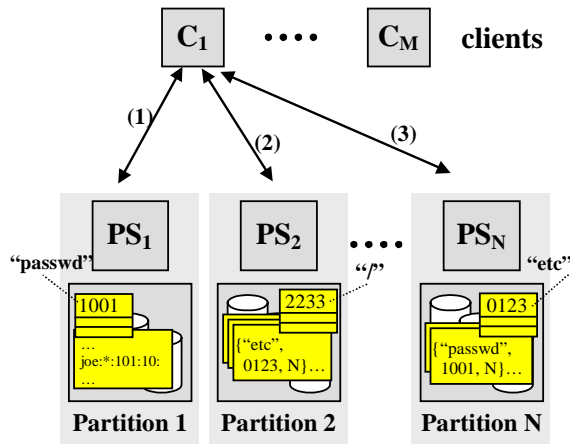 C1 •••• CM clients
(1)
(2)
(3)
PS1
PS2
••••
PSN
“passwd”
“/”
“etc”
1001
…
joe:*:101:10:
…
2233
{“etc”,
0123, N}…
0123
{“passwd”,
1001, N}…
Partition 1
Partition 2
Partition N